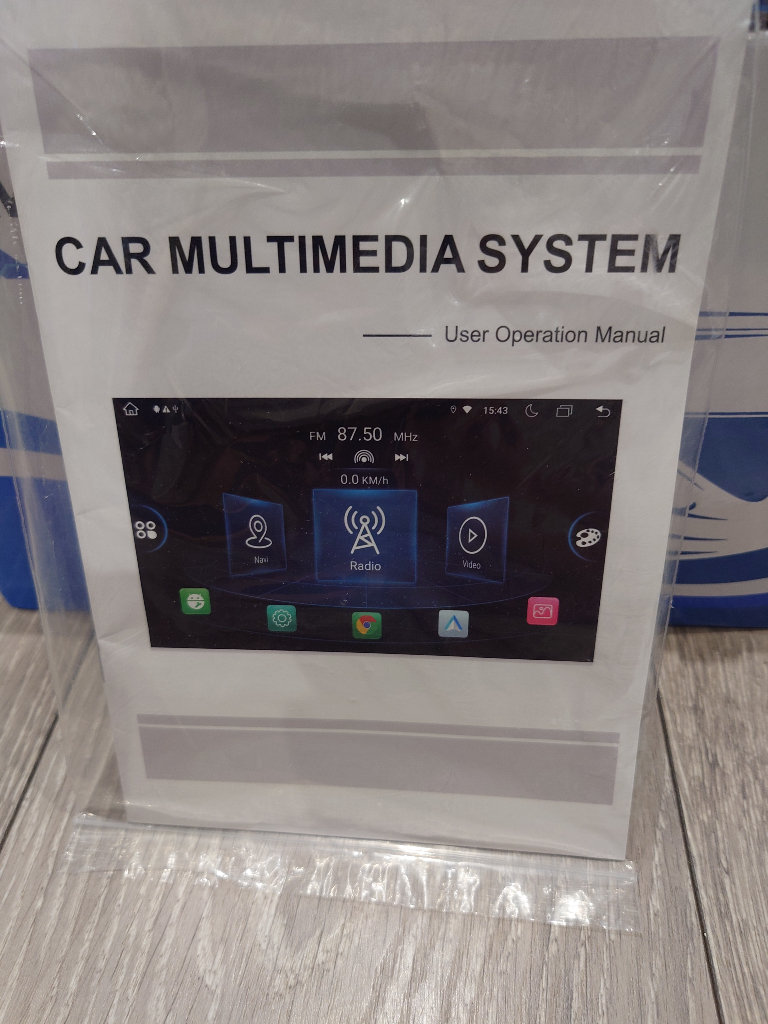 CAR MULTIMEDIA SYSTEM
User Operation Manual
15:43
FM 87.50 MHz
0.0 KM/h
Navi
Radio
Video